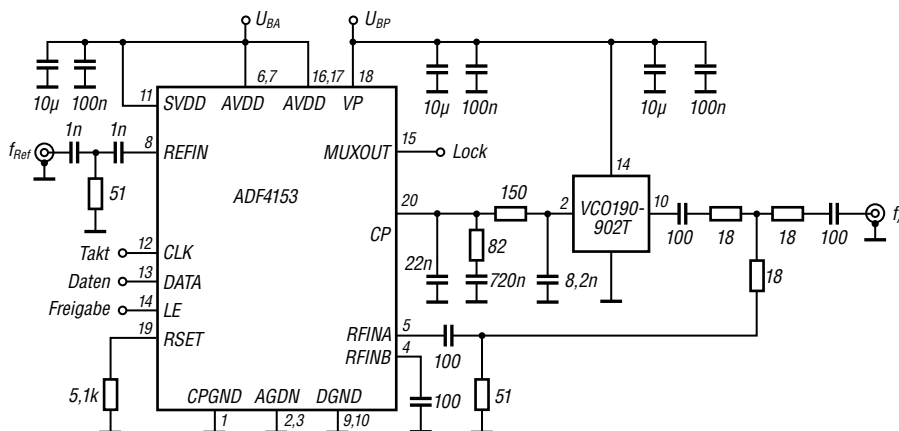 U_BA
U_BP
6,7
16,17
18
10µ
100n
11
SVDD
AVDD
AVDD
VP
10µ
100n
10µ
100n
f_Ref
1n
1n
8
REFIN
MUXOUT
15
Lock
14
51
ADF4153
20
150
2
VCO190-
902T
10
CP
82
100
18
18
100
Takt
12
CLK
22n
720n
8,2n
18
Daten
13
DATA
Freigabe
14
LE
19
RSET
RFINA
5
RFINB
4
100
5,1k
100
51
CPGND
AGDN
DGND
1
2,3
9,10